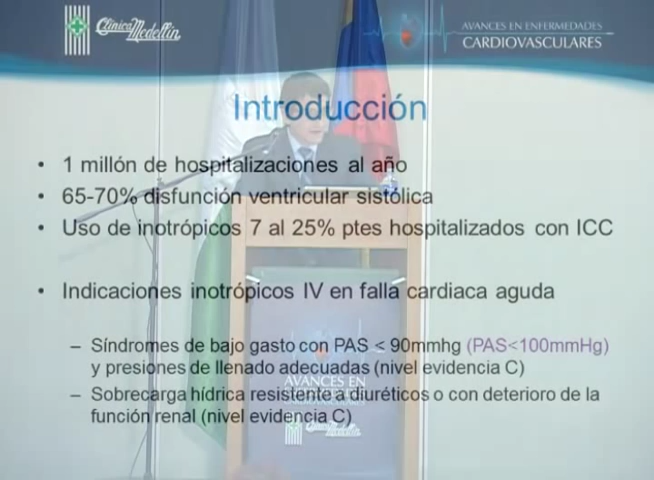 Clínica Medellín
AVANCES EN ENFERMEDADES
CARDIOVASCULARES
Introducción
• 1 millón de hospitalizaciones al año
• 65-70% disfunción ventricular sistólica
• Uso de inotrópicos 7 al 25% ptes hospitalizados con ICC
• Indicaciones inotrópicos IV en falla cardiaca aguda
– Síndromes de bajo gasto con PAS < 90mmhg (PAS<100mmHg)
y presiones de llenado adecuadas (nivel evidencia C)
– Sobrecarga hídrica resistente a diuréticos o con deterioro de la
función renal (nivel evidencia C)
AVANCES EN
CARDIOVASCULARES